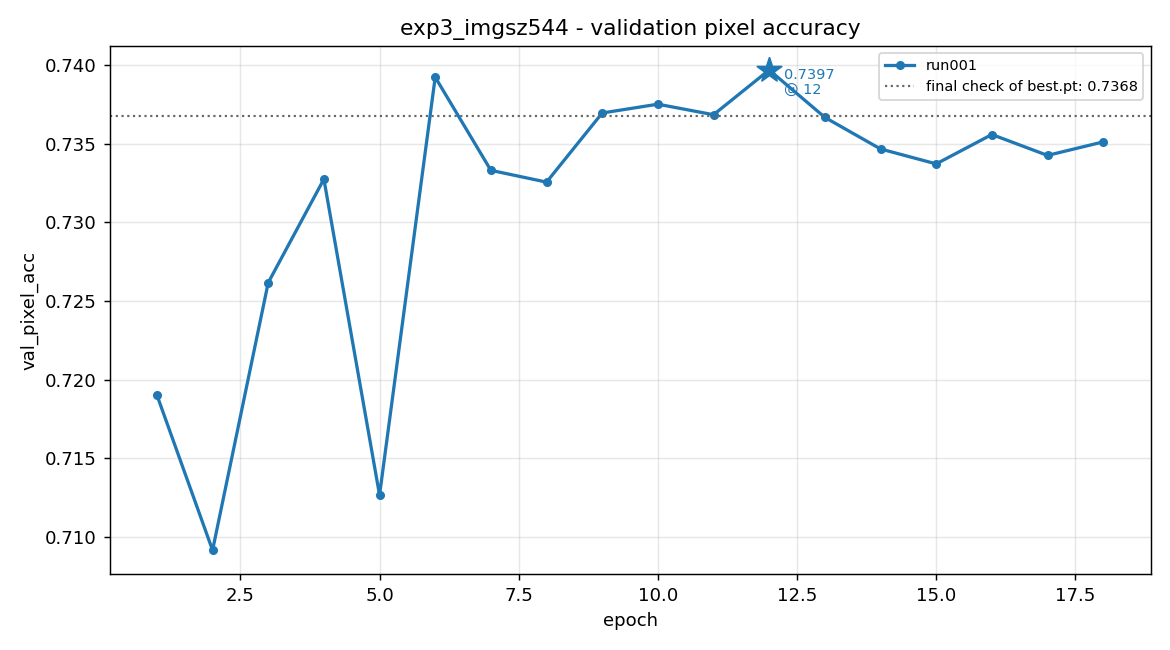 exp3_imgsz544 - validation pixel accuracy
run001
final check of best.pt: 0.7368
0.7397
@ 12
val_pixel_acc
0.740
0.735
0.730
0.725
0.720
0.715
0.710
2.5 5.0 7.5 10.0 12.5 15.0 17.5
epoch